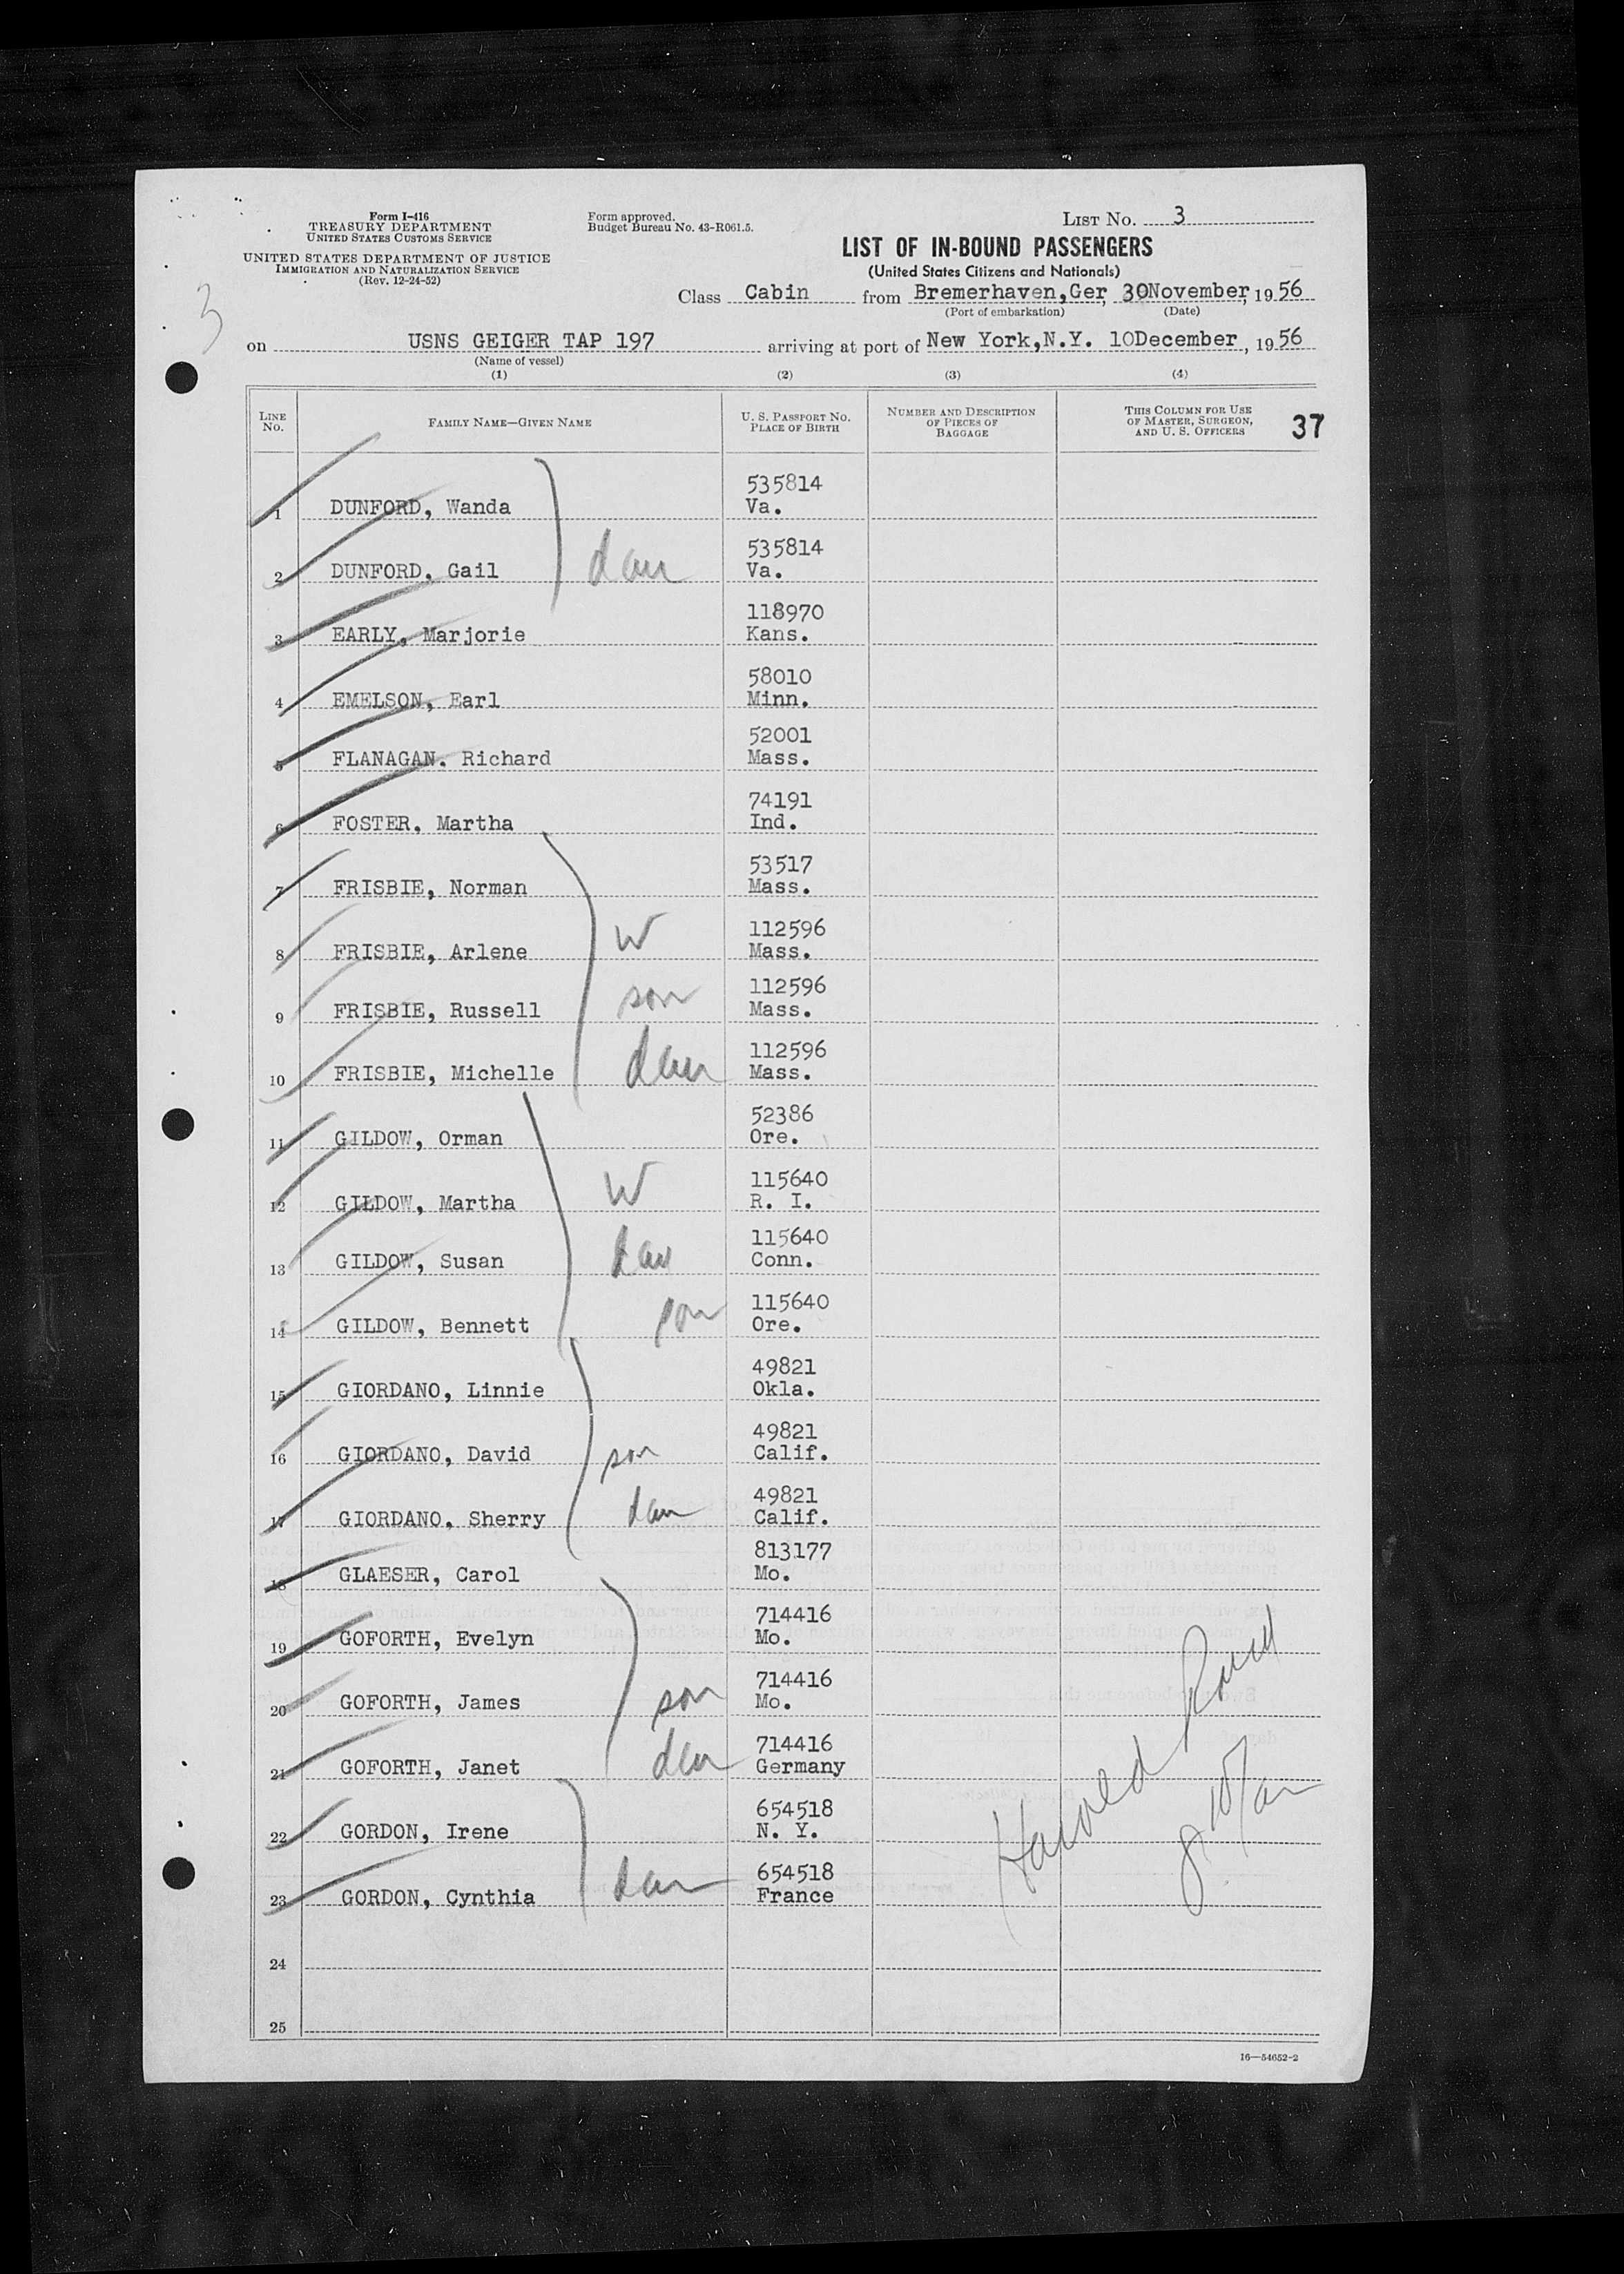 Form I-416
TREASURY DEPARTMENT
UNITED STATES CUSTOMS SERVICE
UNITED STATES DEPARTMENT OF JUSTICE
IMMIGRATION AND NATURALIZATION SERVICE
(Rev. 12-24-52)
Form approved.
Budget Bureau No. 43-R061.5.
LIST NO. 3
LIST OF IN-BOUND PASSENGERS
(United States Citizens and Nationals)
Class Cabin from Bremerhaven,Ger, 30November, 1956
(Port of embarkation) (Date)
3
on USNS GEIGER TAP 197 arriving at port of New York,N.Y. 10December, 1956
(Name of vessel)
(1) (2) (3) (4)
LINE NO. FAMILY NAME—GIVEN NAME U. S. PASSPORT NO. PLACE OF BIRTH NUMBER AND DESCRIPTION OF PIECES OF BAGGAGE THIS COLUMN FOR USE OF MASTER, SURGEON, AND U. S. OFFICERS 37
535814
1 DUNFORD, Wanda Va.
535814
2 DUNFORD, Gail dau Va.
118970
3 EARLY, Marjorie Kans.
58010
4 EMELSON, Earl Minn.
52001
5 FLANAGAN. Richard Mass.
74191
6 FOSTER. Martha Ind.
53517
7 FRISBIE, Norman Mass.
112596
8 FRISBIE, Arlene W Mass.
112596
9 FRISBIE, Russell son Mass.
112596
10 FRISBIE, Michelle dau Mass.
52386
11 GILDOW, Orman Ore.
115640
12 GILDOW, Martha W R. I.
115640
13 GILDOW, Susan dau Conn.
115640
14 GILDOW, Bennett son Ore.
49821
15 GIORDANO, Linnie Okla.
49821
16 GIORDANO, David son Calif.
49821
17 GIORDANO. Sherry dau Calif.
813177
18 GLAESER, Carol Mo.
714416
19 GOFORTH, Evelyn Mo.
714416
20 GOFORTH, James son Mo.
714416
21 GOFORTH, Janet dau Germany
654518
22 GORDON, Irene N. Y.
654518
23 GORDON, Cynthia dau France
Harold
24
25
16—54652-2